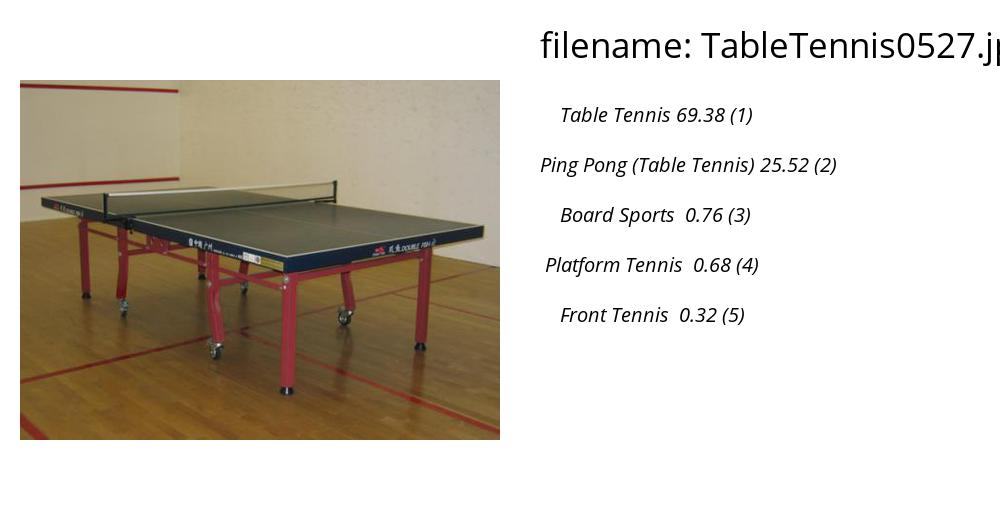 filename: TableTennis0527.jp
Table Tennis 69.38 (1)
Ping Pong (Table Tennis) 25.52 (2)
Board Sports 0.76 (3)
Platform Tennis 0.68 (4)
Front Tennis 0.32 (5)
DOUBLE FISH